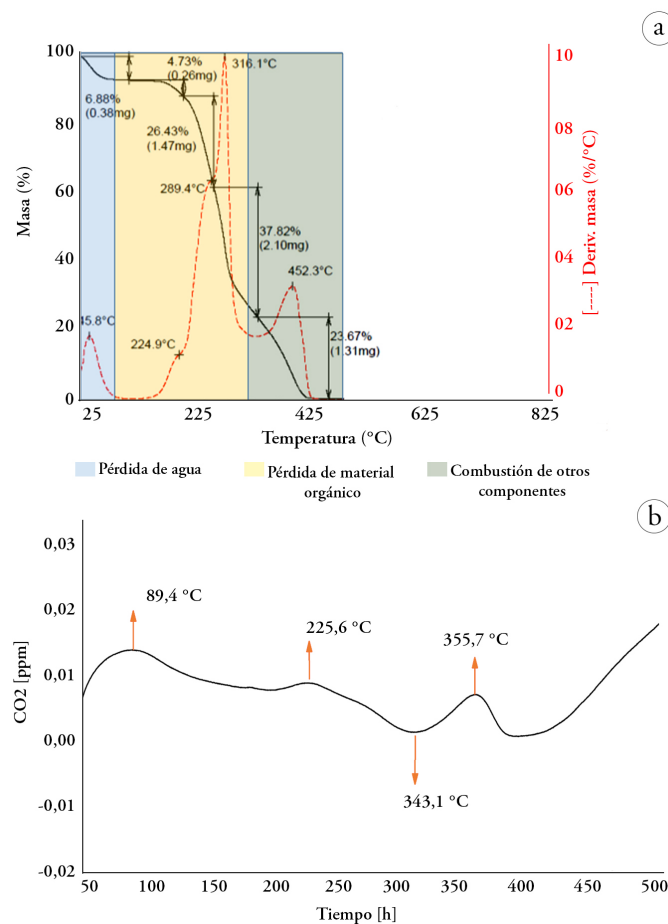 a
100
80
60
40
20
0
Masa (%)
4.73%
(0.26mg)
6.88%
(0.38mg)
26.43%
(1.47mg)
316.1°C
289.4°C
37.82%
(2.10mg)
452.3°C
45.8°C
224.9°C
23.67%
(1.31mg)
10
08
06
04
02
0
[----] Deriv. masa (%/°C)
25 225 425 625 825
Temperatura (°C)
Pérdida de agua
Pérdida de material
orgánico
Combustión de otros
componentes
b
0,03
0,02
0,01
0,00
-0,01
-0,02
CO2 [ppm]
89,4 °C
225,6 °C
355,7 °C
343,1 °C
50 100 150 200 250 350 400 450 500
Tiempo [h]